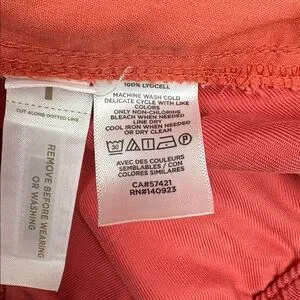 100% LYOCELL
MACHINE WASH COLD
DELICATE CYCLE WITH LIKE
COLORS
ONLY NON-CHLORINE
BLEACH WHEN NEEDED
LINE DRY
COOL IRON WHEN NEEDED
OR DRY CLEAN
30
P
AVEC DES COULEURS
SEMBLABLES / CON
COLORES SIMILARES
CA#57421
RN#140923
CUT ALONG DOTTED LINE
REMOVE BEFORE WEARING
OR WASHING